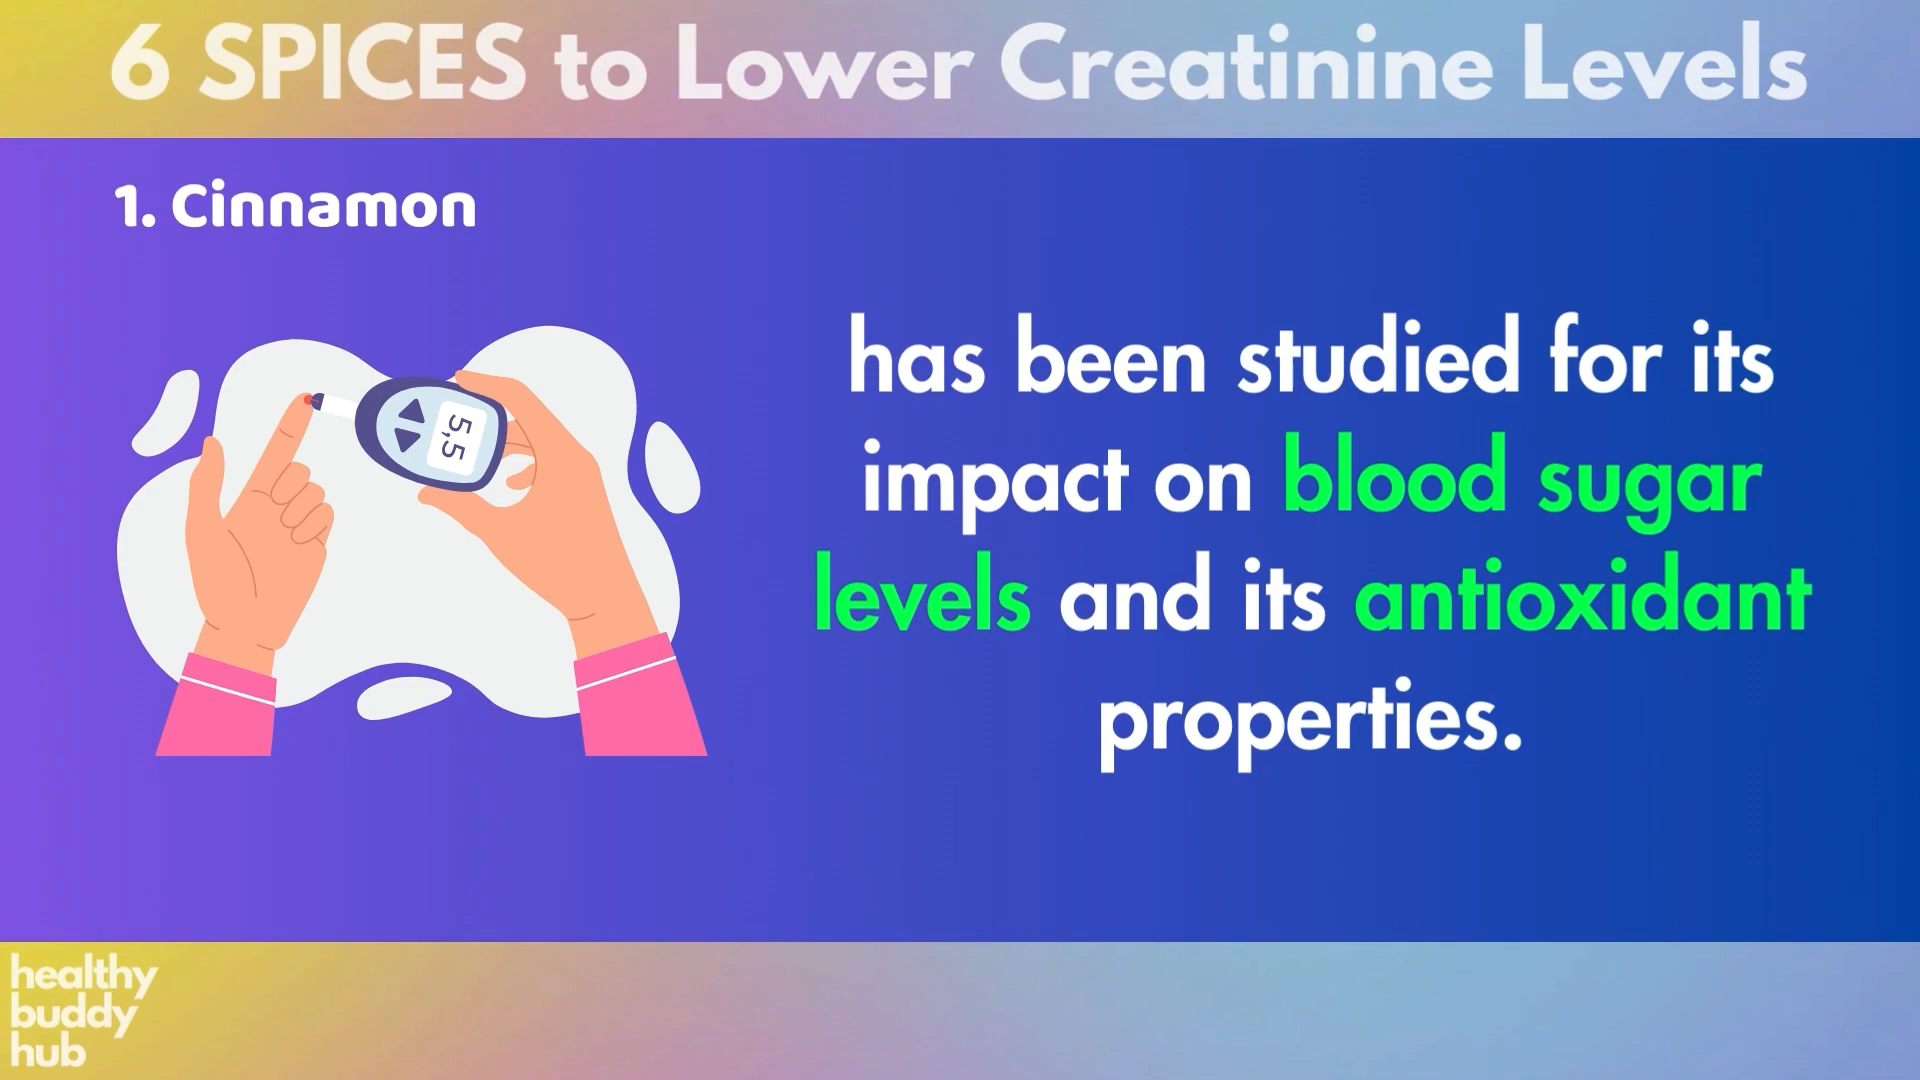 6 SPICES to Lower Creatinine Levels
1. Cinnamon
5,5
has been studied for its
impact on blood sugar
levels and its antioxidant
properties.
healthy
buddy
hub